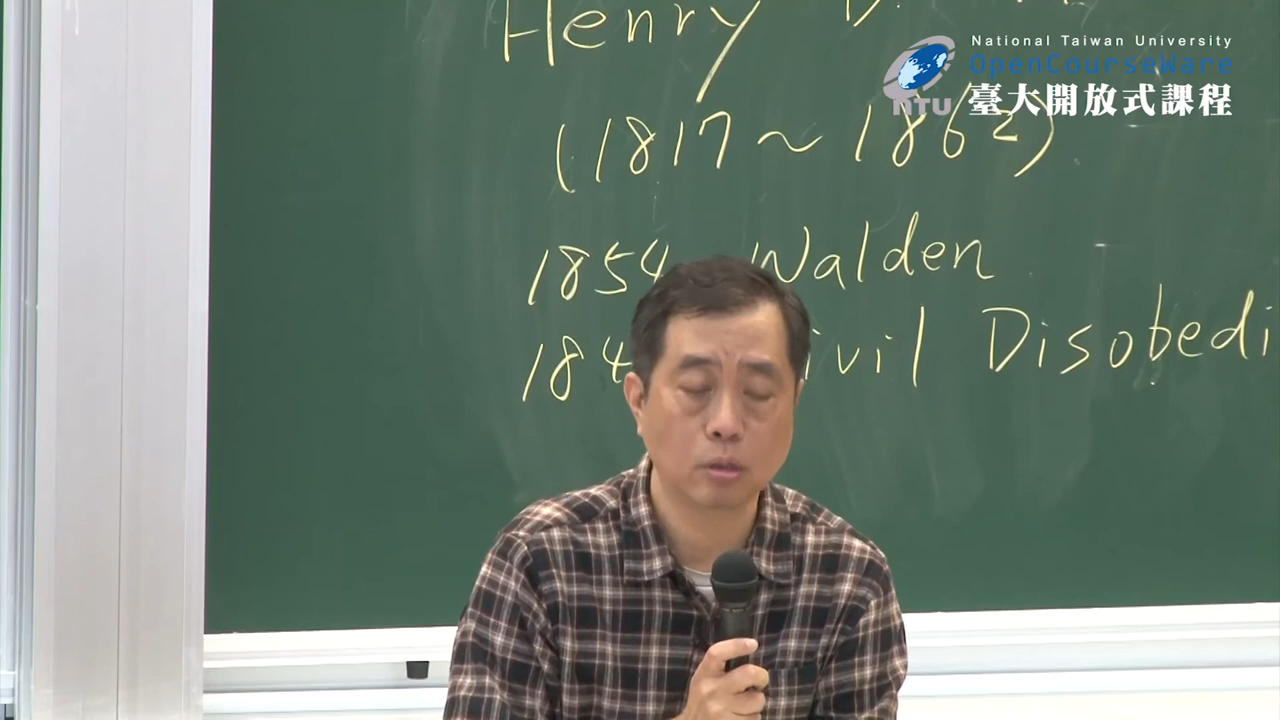 Henry D.
(1817~1862)
1854 Walden
184 ivil Disobedi
National Taiwan University
OpenCourseWare
NTU
臺大開放式課程